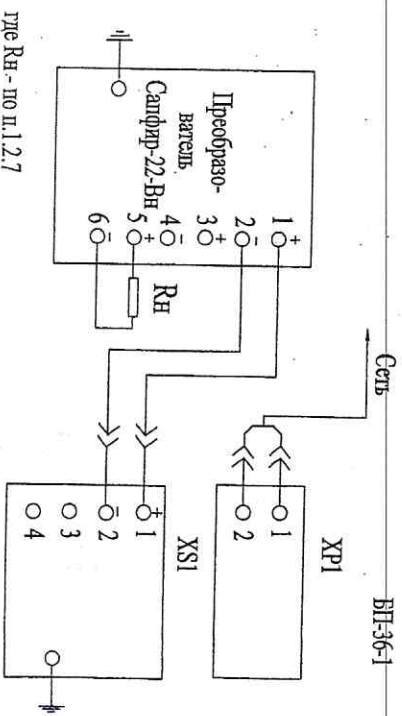 Сеть
БП-36-1
ХР1
1
2
XS1
+
1
−
2
3
4
Преобразо-
ватель
Сапфир-22-Вн
1 +
2 −
3 +
4 −
5 +
6 −
Rн
где Rн.- по п.1.2.7